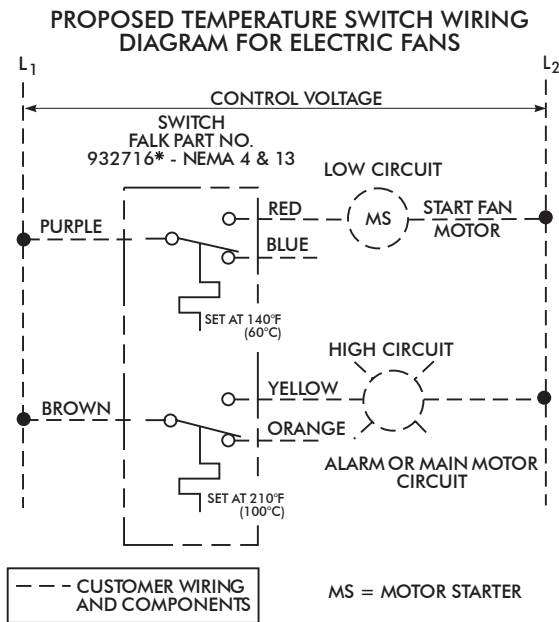 PROPOSED TEMPERATURE SWITCH WIRING
DIAGRAM FOR ELECTRIC FANS
L1
L2
CONTROL VOLTAGE
SWITCH
FALK PART NO.
932716* - NEMA 4 & 13
LOW CIRCUIT
PURPLE
RED
MS
START FAN
MOTOR
BLUE
SET AT 140°F
(60°C)
HIGH CIRCUIT
BROWN
YELLOW
ORANGE
ALARM OR MAIN MOTOR
CIRCUIT
SET AT 210°F
(100°C)
CUSTOMER WIRING
AND COMPONENTS
MS = MOTOR STARTER